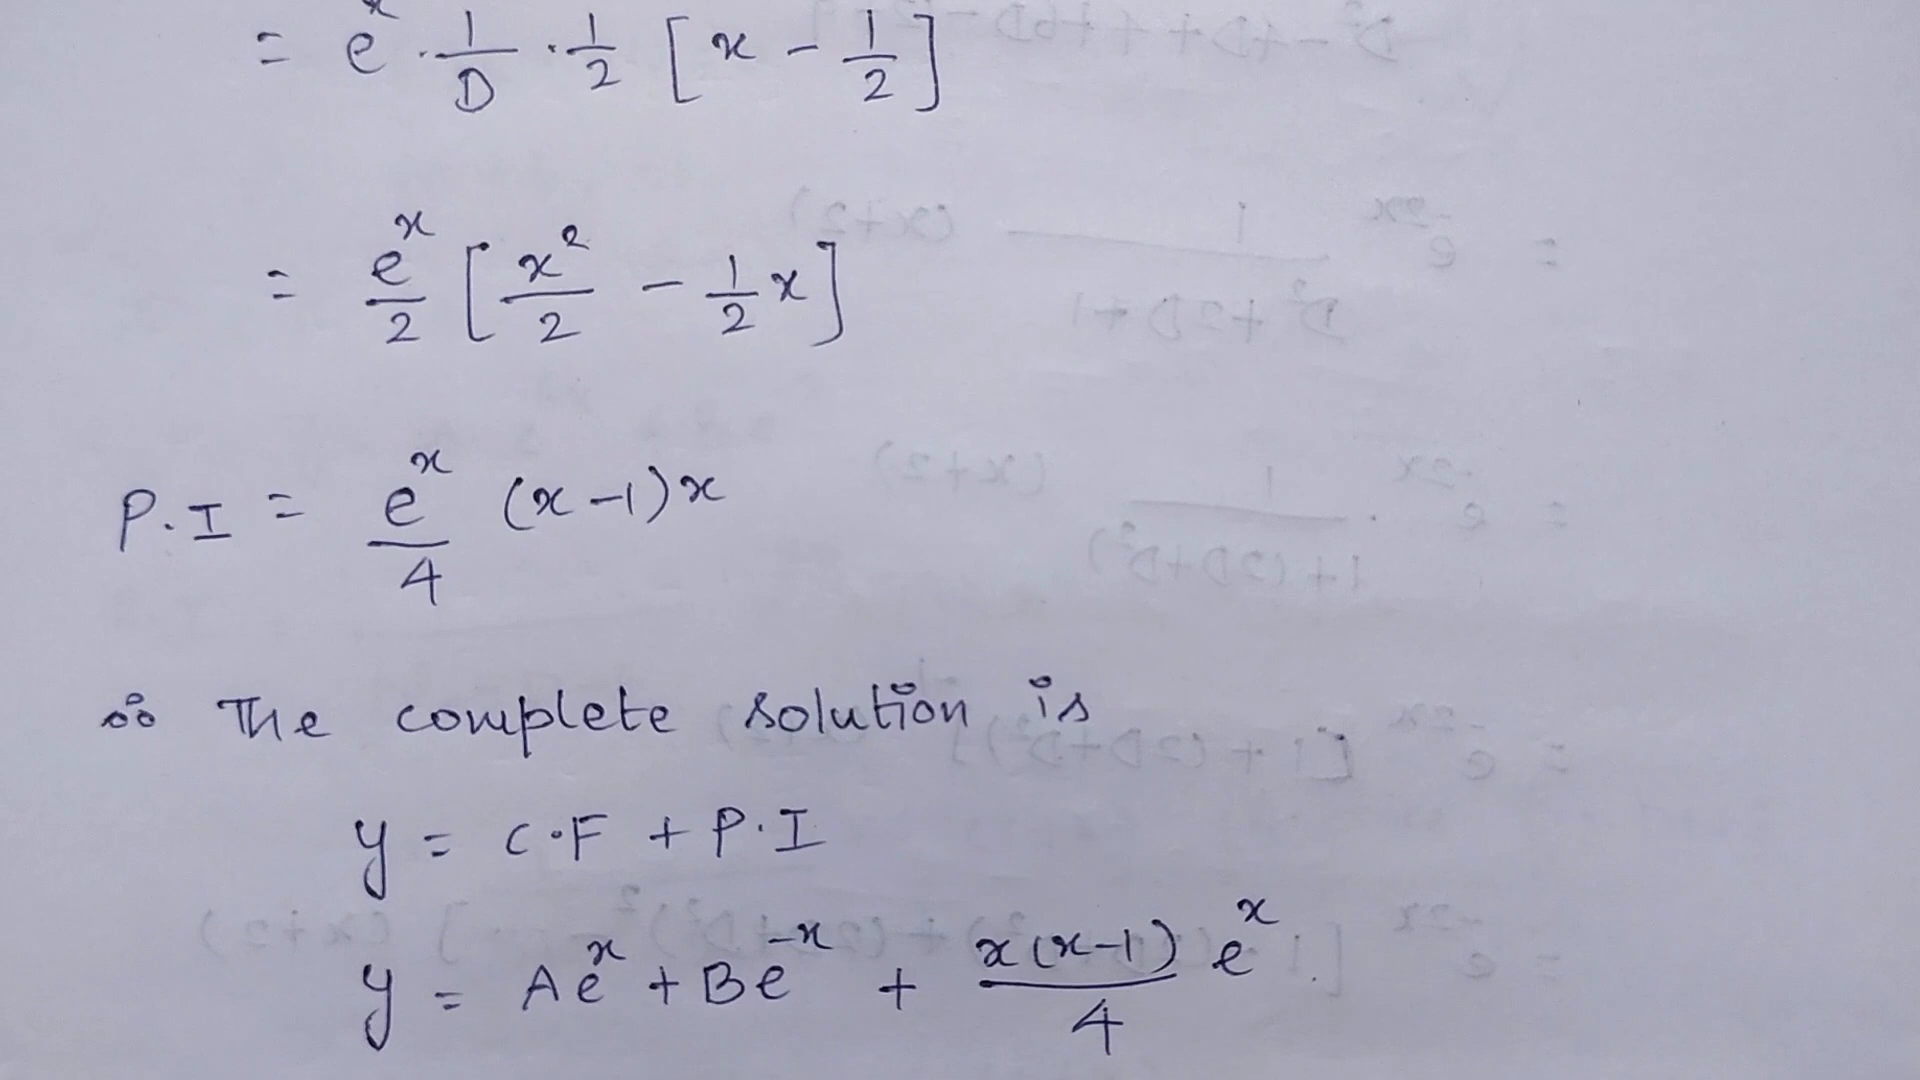 = e^x · 1/D · 1/2 [x - 1/2]
= e^x/2 [x²/2 - 1/2 x]
P.I = e^x/4 (x-1)x
∴ The complete solution is
y = C.F + P.I
y = Ae^x + Be^-x + x(x-1)/4 e^x.